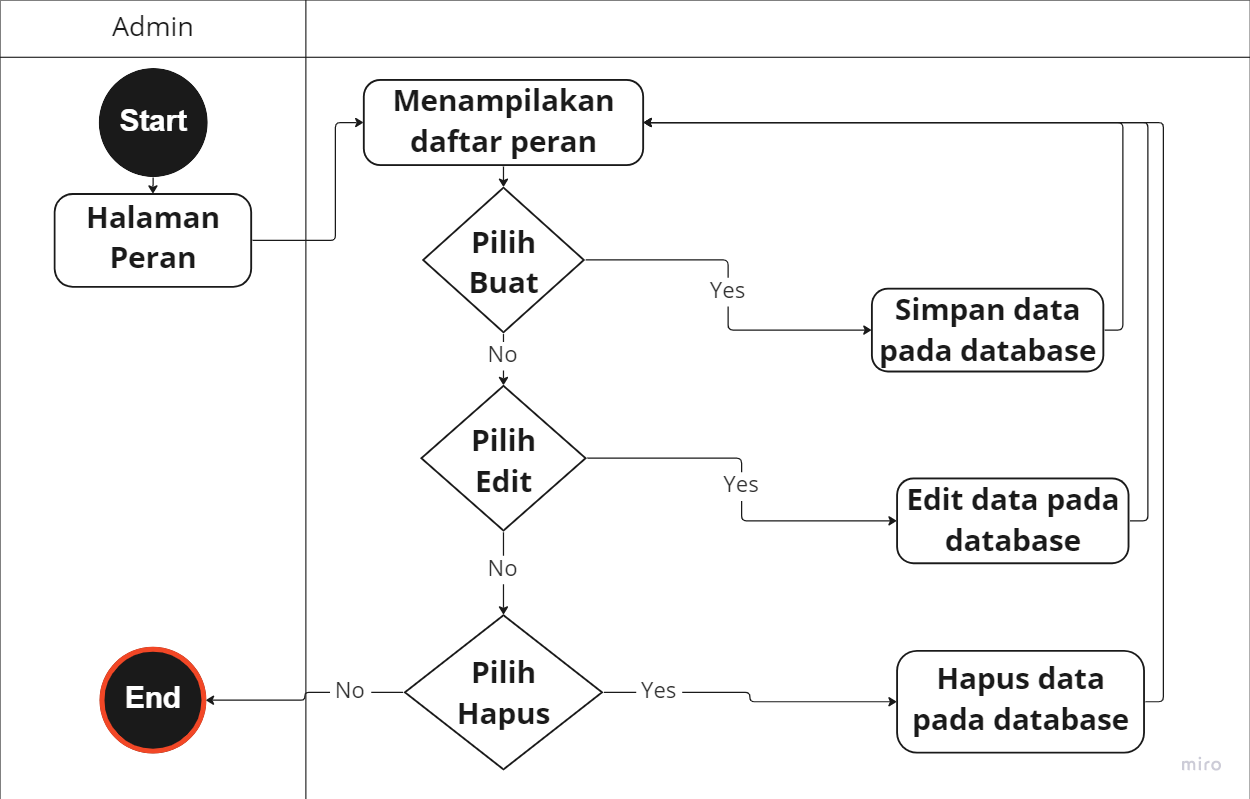 Admin
Start
Halaman
Peran
Menampilakan
daftar peran
Pilih
Buat
Yes
Simpan data
pada database
No
Pilih
Edit
Yes
Edit data pada
database
No
Pilih
Hapus
Yes
Hapus data
pada database
No
End
miro